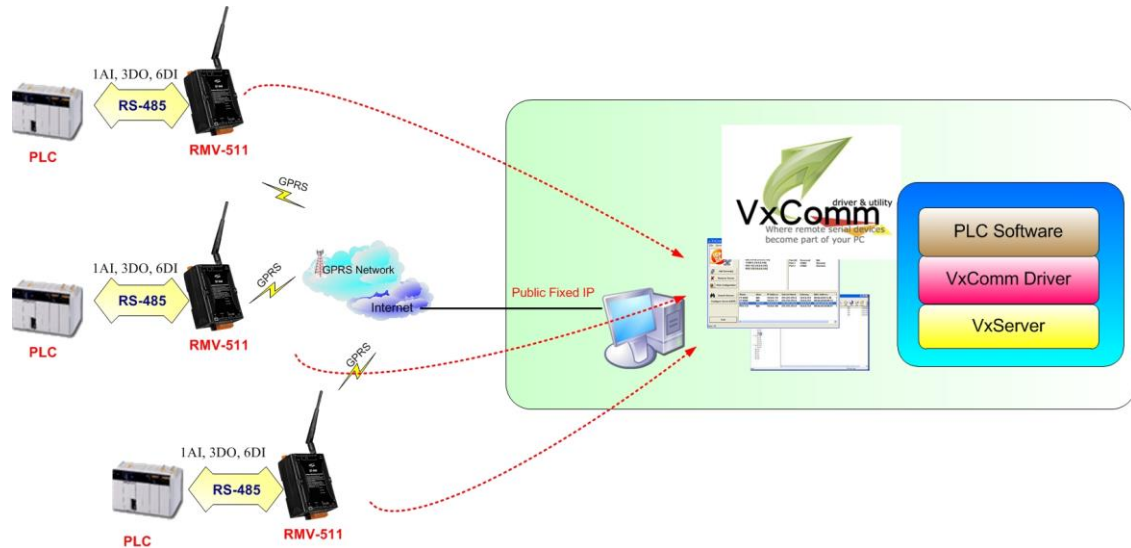 1AI, 3DO, 6DI
RS-485
PLC
RMV-511
GPRS
1AI, 3DO, 6DI
RS-485
PLC
RMV-511
GPRS
GPRS Network
Internet
GPRS
1AI, 3DO, 6DI
RS-485
PLC
RMV-511
Public Fixed IP
VxComm
driver & utility
Where remote serial devices
become part of your PC
PLC Software
VxComm Driver
VxServer